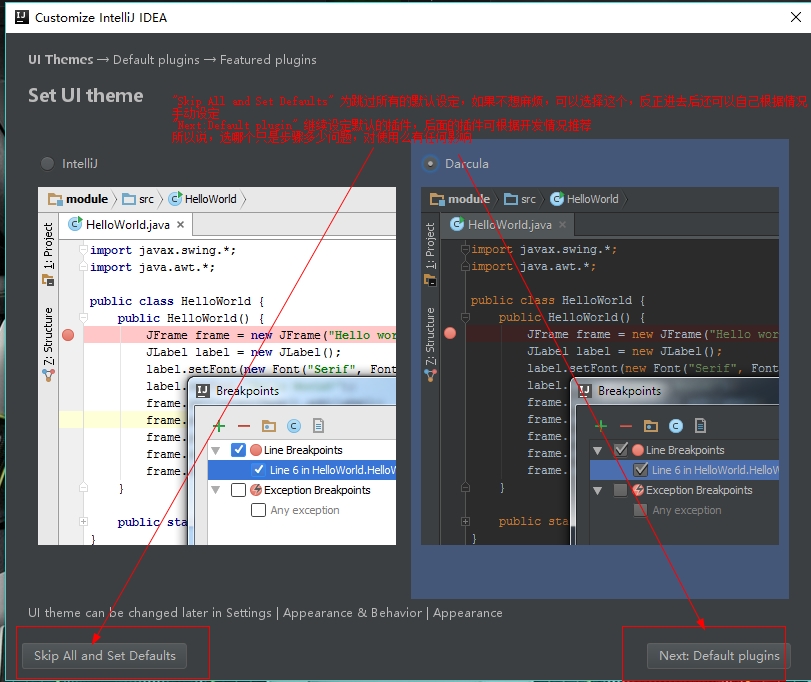 Customize IntelliJ IDEA
UI Themes → Default plugins → Featured plugins
Set UI theme
"Skip All and Set Defaults" 为跳过所有的默认设定，如果不想麻烦，可以选择这个，反正进去后还可以自己根据情况
手动设定
"Next Default plugin" 继续设定默认的插件，后面的插件可根据开发情况推荐
所以说，选哪个只是步骤多少问题，对使用么有任何影响
IntelliJ
module src HelloWorld
HelloWorld.java
1: Project
Z: Structure
import javax.swing.*;
import java.awt.*;
public class HelloWorld {
public HelloWorld() {
JFrame frame = new JFrame("Hello wor
JLabel label = new JLabel();
label.setFont(new Font("Serif", Font
label.
frame.
frame.
frame.
frame.
frame.
}
public sta
}
Breakpoints
Line Breakpoints
Line 6 in HelloWorld.HelloW
Exception Breakpoints
Any exception
Darcula
module src HelloWorld
HelloWorld.java
1: Project
Z: Structure
import javax.swing.*;
import java.awt.*;
public class HelloWorld {
public HelloWorld() {
JFrame frame = new JFrame("Hello wor
JLabel label = new JLabel();
label.setFont(new Font("Serif", Font
label.
frame.
frame.
frame.
frame.
frame.
}
public sta
}
Breakpoints
Line Breakpoints
Line 6 in HelloWorld.HelloW
Exception Breakpoints
Any exception
UI theme can be changed later in Settings | Appearance & Behavior | Appearance
Skip All and Set Defaults
Next: Default plugins